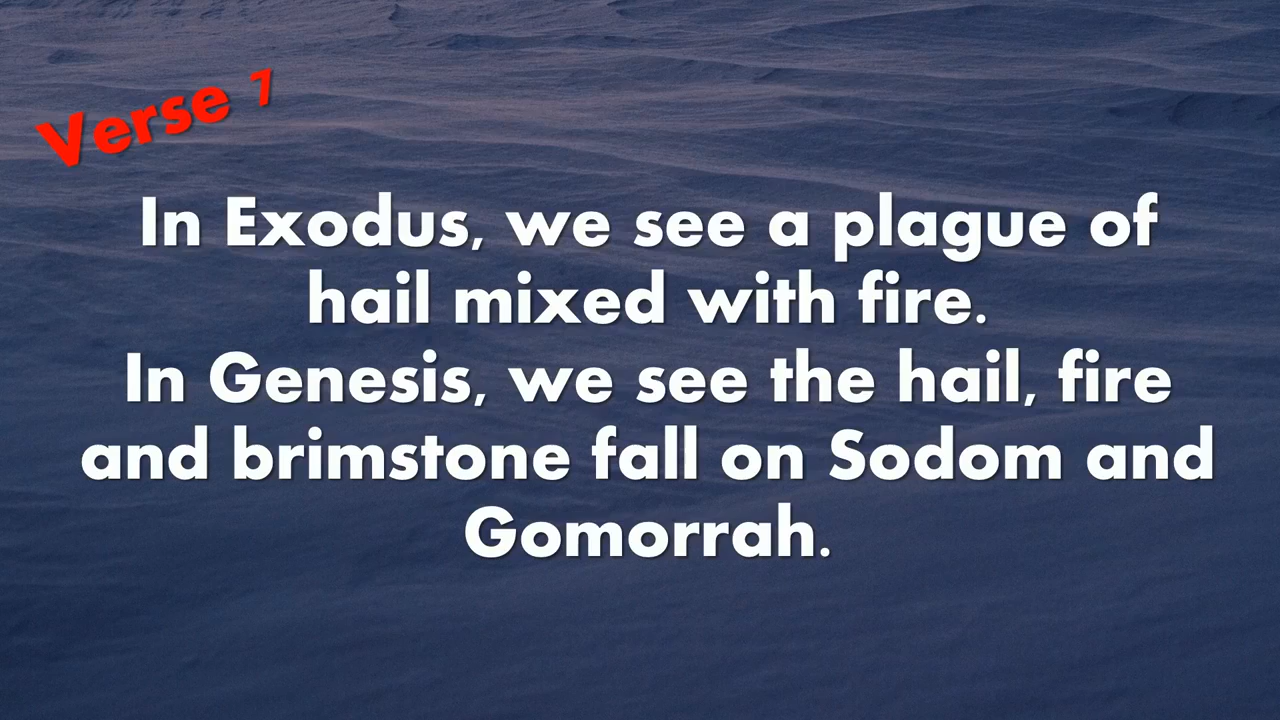 Verse 7
In Exodus, we see a plague of
hail mixed with fire.
In Genesis, we see the hail, fire
and brimstone fall on Sodom and
Gomorrah.